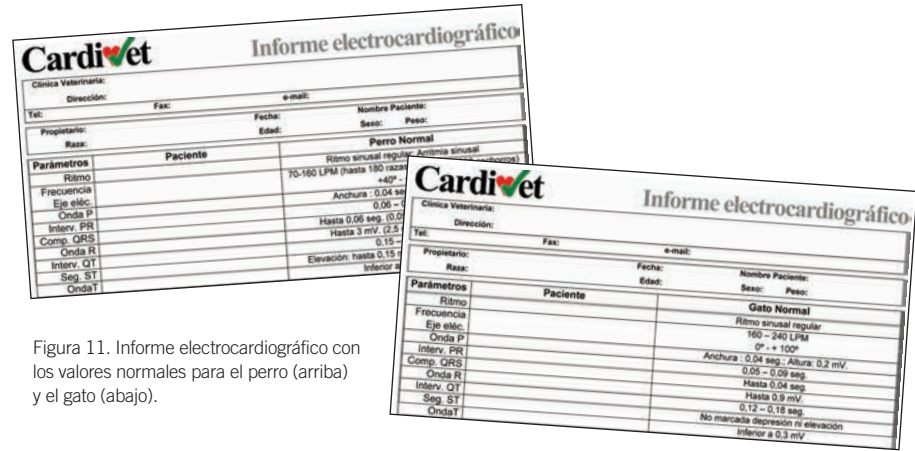 Cardivet
Informe electrocardiográfico
Clínica Veterinaria:
Dirección:
Tel: Fax: e-mail:
Propietario: Fecha: Nombre Paciente:
Raza: Edad: Sexo: Peso:
Parámetros Paciente Perro Normal
Ritmo Ritmo sinusal regular; Arritmia sinusal
Frecuencia 70-160 LPM (hasta 180 razas
Eje eléc. +40º -
Onda P Anchura : 0.04
Interv. PR 0,06 –
Comp. QRS Hasta 0,06 seg.
Onda R Hasta 3 mV. (2,5
Interv. QT 0,15 –
Seg. ST Elevación: hasta 0,15
OndaT Inferior a
Cardivet
Informe electrocardiográfico
Clínica Veterinaria:
Dirección:
Tel: Fax: e-mail:
Propietario: Fecha: Nombre Paciente:
Raza: Edad: Sexo: Peso:
Parámetros Paciente Gato Normal
Ritmo Ritmo sinusal regular
Frecuencia 160 – 240 LPM
Eje eléc. 0º - + 100º
Onda P Anchura : 0,04 seg.; Altura: 0,2 mV.
Interv. PR 0,05 – 0,09 seg.
Comp. QRS Hasta 0,04 seg.
Onda R Hasta 0,9 mV.
Interv. QT 0,12 – 0,18 seg.
Seg. ST No marcada depresión ni elevación
OndaT Inferior a 0,3 mV
Figura 11. Informe electrocardiográfico con
los valores normales para el perro (arriba)
y el gato (abajo).